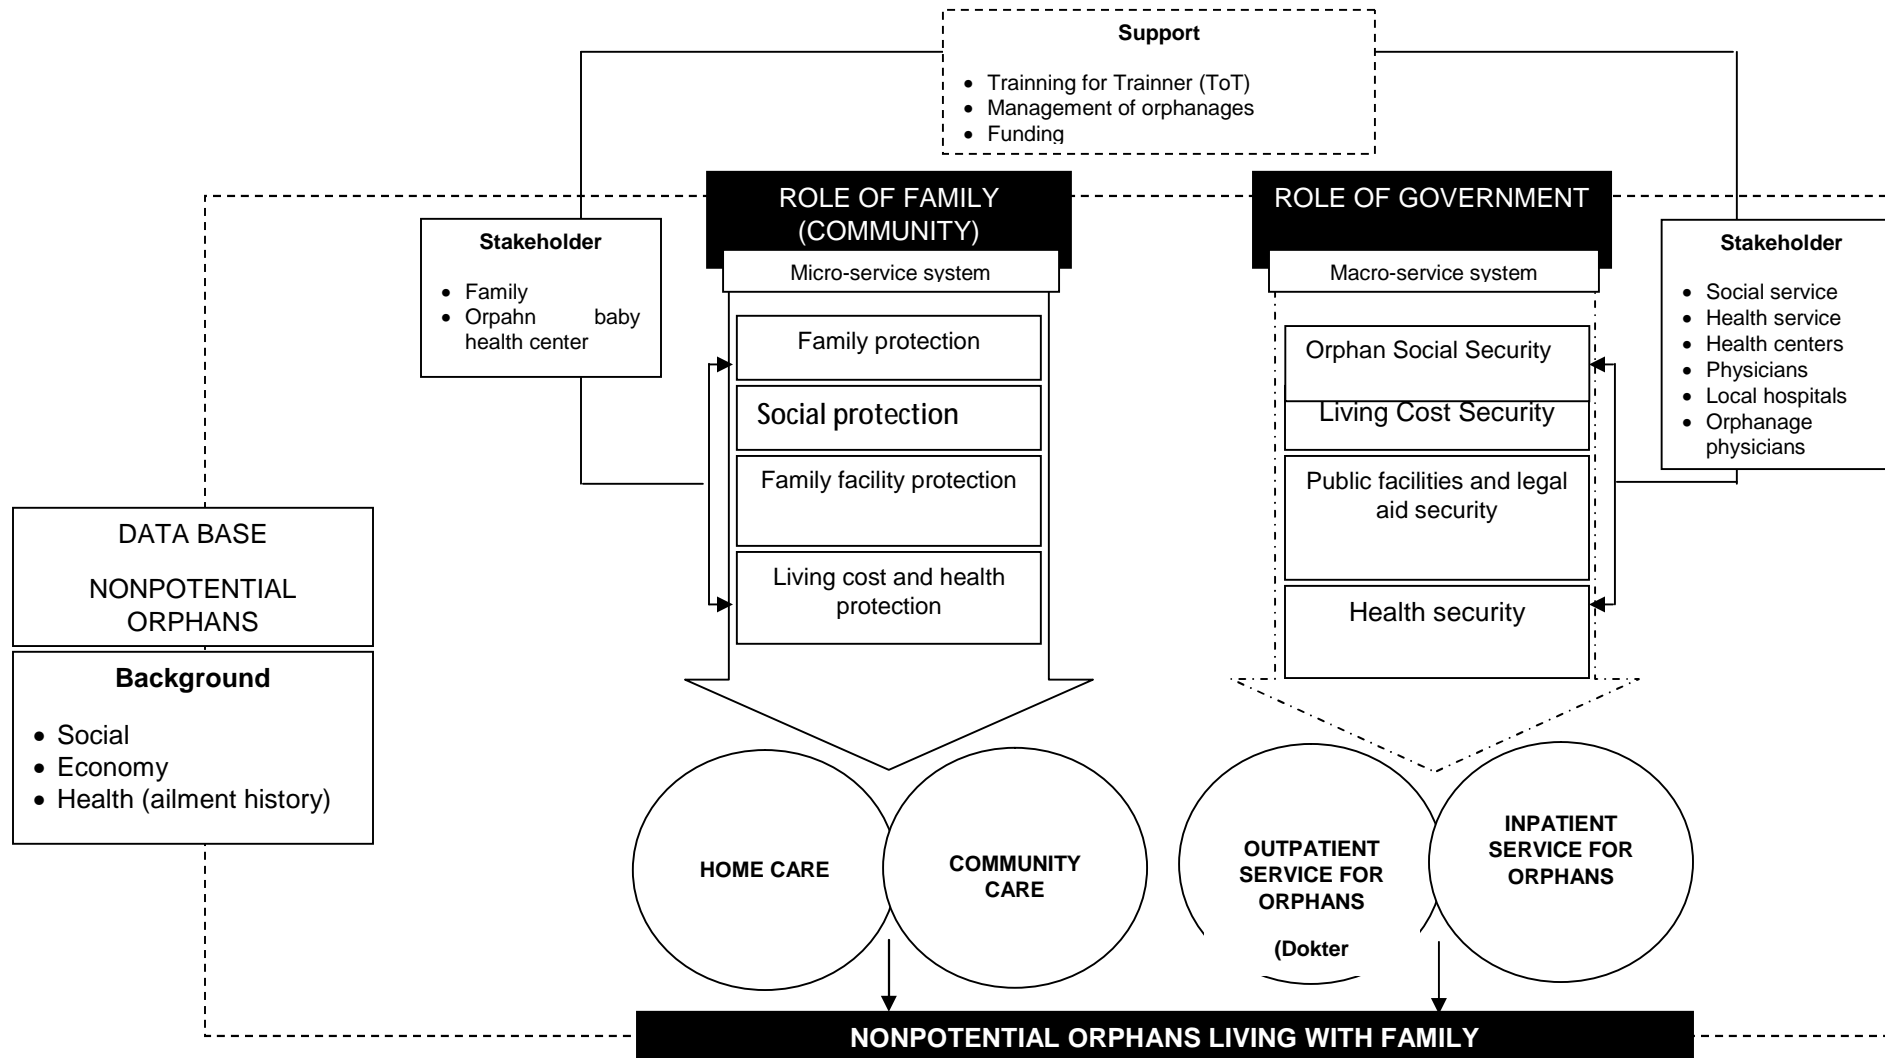 Support
• Trainning for Trainner (ToT)
• Management of orphanages
• Funding
ROLE OF FAMILY
(COMMUNITY)
Micro-service system
ROLE OF GOVERNMENT
Macro-service system
Stakeholder
• Family
• Orpahn baby
health center
Stakeholder
• Social service
• Health service
• Health centers
• Physicians
• Local hospitals
• Orphanage
physicians
Family protection
Social protection
Family facility protection
Living cost and health
protection
Orphan Social Security
Living Cost Security
Public facilities and legal
aid security
Health security
DATA BASE
NONPOTENTIAL
ORPHANS
Background
• Social
• Economy
• Health (ailment history)
HOME CARE
COMMUNITY
CARE
OUTPATIENT
SERVICE FOR
ORPHANS
(Dokter
INPATIENT
SERVICE FOR
ORPHANS
NONPOTENTIAL ORPHANS LIVING WITH FAMILY